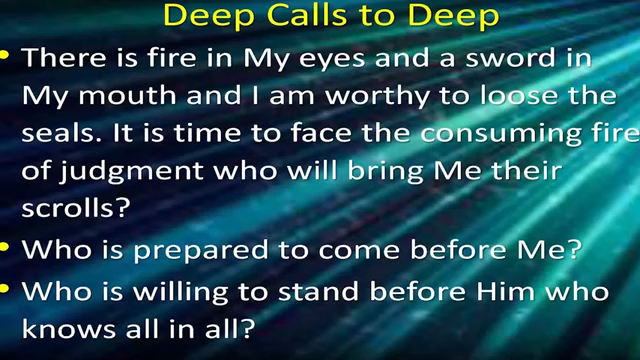 Deep Calls to Deep
• There is fire in My eyes and a sword in
My mouth and I am worthy to loose the
seals. It is time to face the consuming fire
of judgment who will bring Me their
scrolls?
• Who is prepared to come before Me?
• Who is willing to stand before Him who
knows all in all?